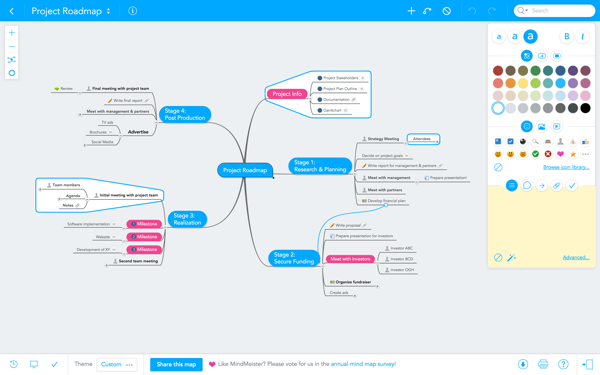 Project Roadmap
Search
Review
Final meeting with project team
Write final report
Meet with management & partners
TV ads
Brochures
Social Media
Advertise
Stage 4:
Post Production
Project Info
Project Stakeholders
Project Plan Outline
Documentation
Ganttchart
Project Roadmap
Stage 1:
Research & Planning
Strategy Meeting
Attendees
Decide on project goals
Write report for management & partners
Meet with management
Prepare presentation!
Meet with partners
Develop financial plan
Team members
Agenda
Notes
Initial meeting with project team
Stage 3:
Realization
Software implementation
Milestone
Website
Milestone
Development of XY
Milestone
Second team meeting
Stage 2:
Secure Funding
Write proposal
Prepare presentation for investors
Meet with Investors
Investor ABC
Investor BCG
Investor DGH
Organise fundraiser
Create ads
a a a B I
Browse icon library...
Advanced...
Theme
Custom
Share this map
Like MindMeister? Please vote for us in the annual mind map survey!